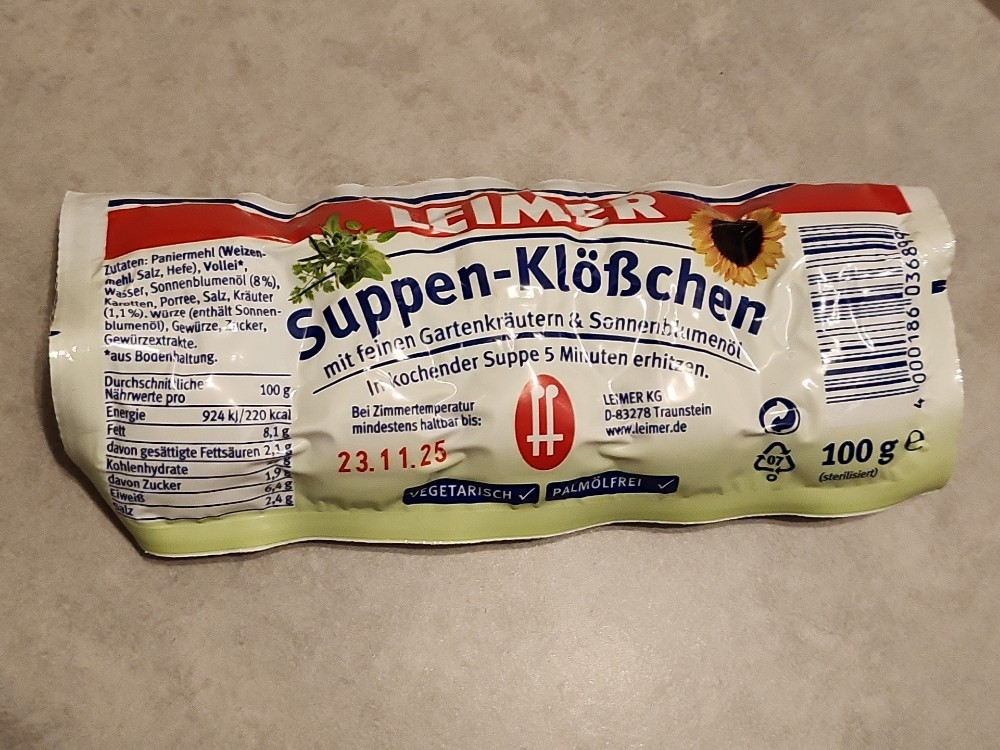 LEIMER
Suppen-Klößchen
mit feinen Gartenkräutern & Sonnenblumenöl
In kochender Suppe 5 Minuten erhitzen.
Zutaten: Paniermehl (Weizen-
mehl, Salz, Hefe), Vollei*,
Wasser, Sonnenblumenöl (8%),
Karotten, Porree, Salz, Kräuter
(1,1%), Würze (enthält Sonnen-
blumenöl), Gewürze, Zucker,
Gewürzextrakte.
*aus Bodenhaltung.
Durchschnittliche
Nährwerte pro 100 g
Energie 924 kJ/220 kcal
Fett 8,1 g
davon gesättigte Fettsäuren 2,1 g
Kohlenhydrate
davon Zucker 1,9 g
Eiweiß 6,4 g
Salz 2,4 g
Bei Zimmertemperatur
mindestens haltbar bis:
23.11.25
LEIMER KG
D-83278 Traunstein
www.leimer.de
VEGETARISCH ✓ PALMÖLFREI ✓
07
100 g e
(sterilisiert)
4 000186 036899